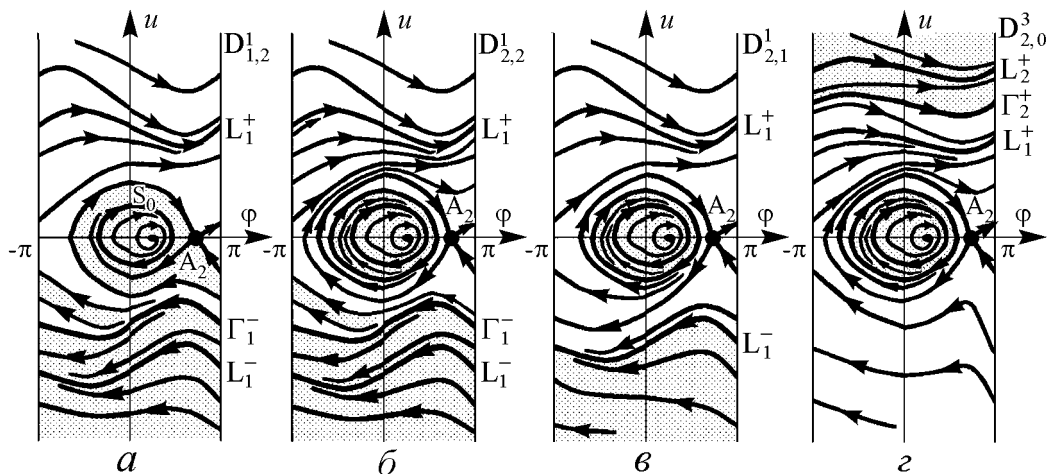 u D¹₁,₂
L₁⁺
S₀
φ
-π A₂ π
Γ₁⁻
L₁⁻
а
u D¹₂,₂
L₁⁺
A₂ φ
-π π
Γ₁⁻
L₁⁻
б
u D¹₂,₁
L₁⁺
A₂ φ
-π π
L₁⁻
в
u D³₂,₀
L₂⁺
Γ₂⁺
L₁⁺
A₂ φ
-π π
г